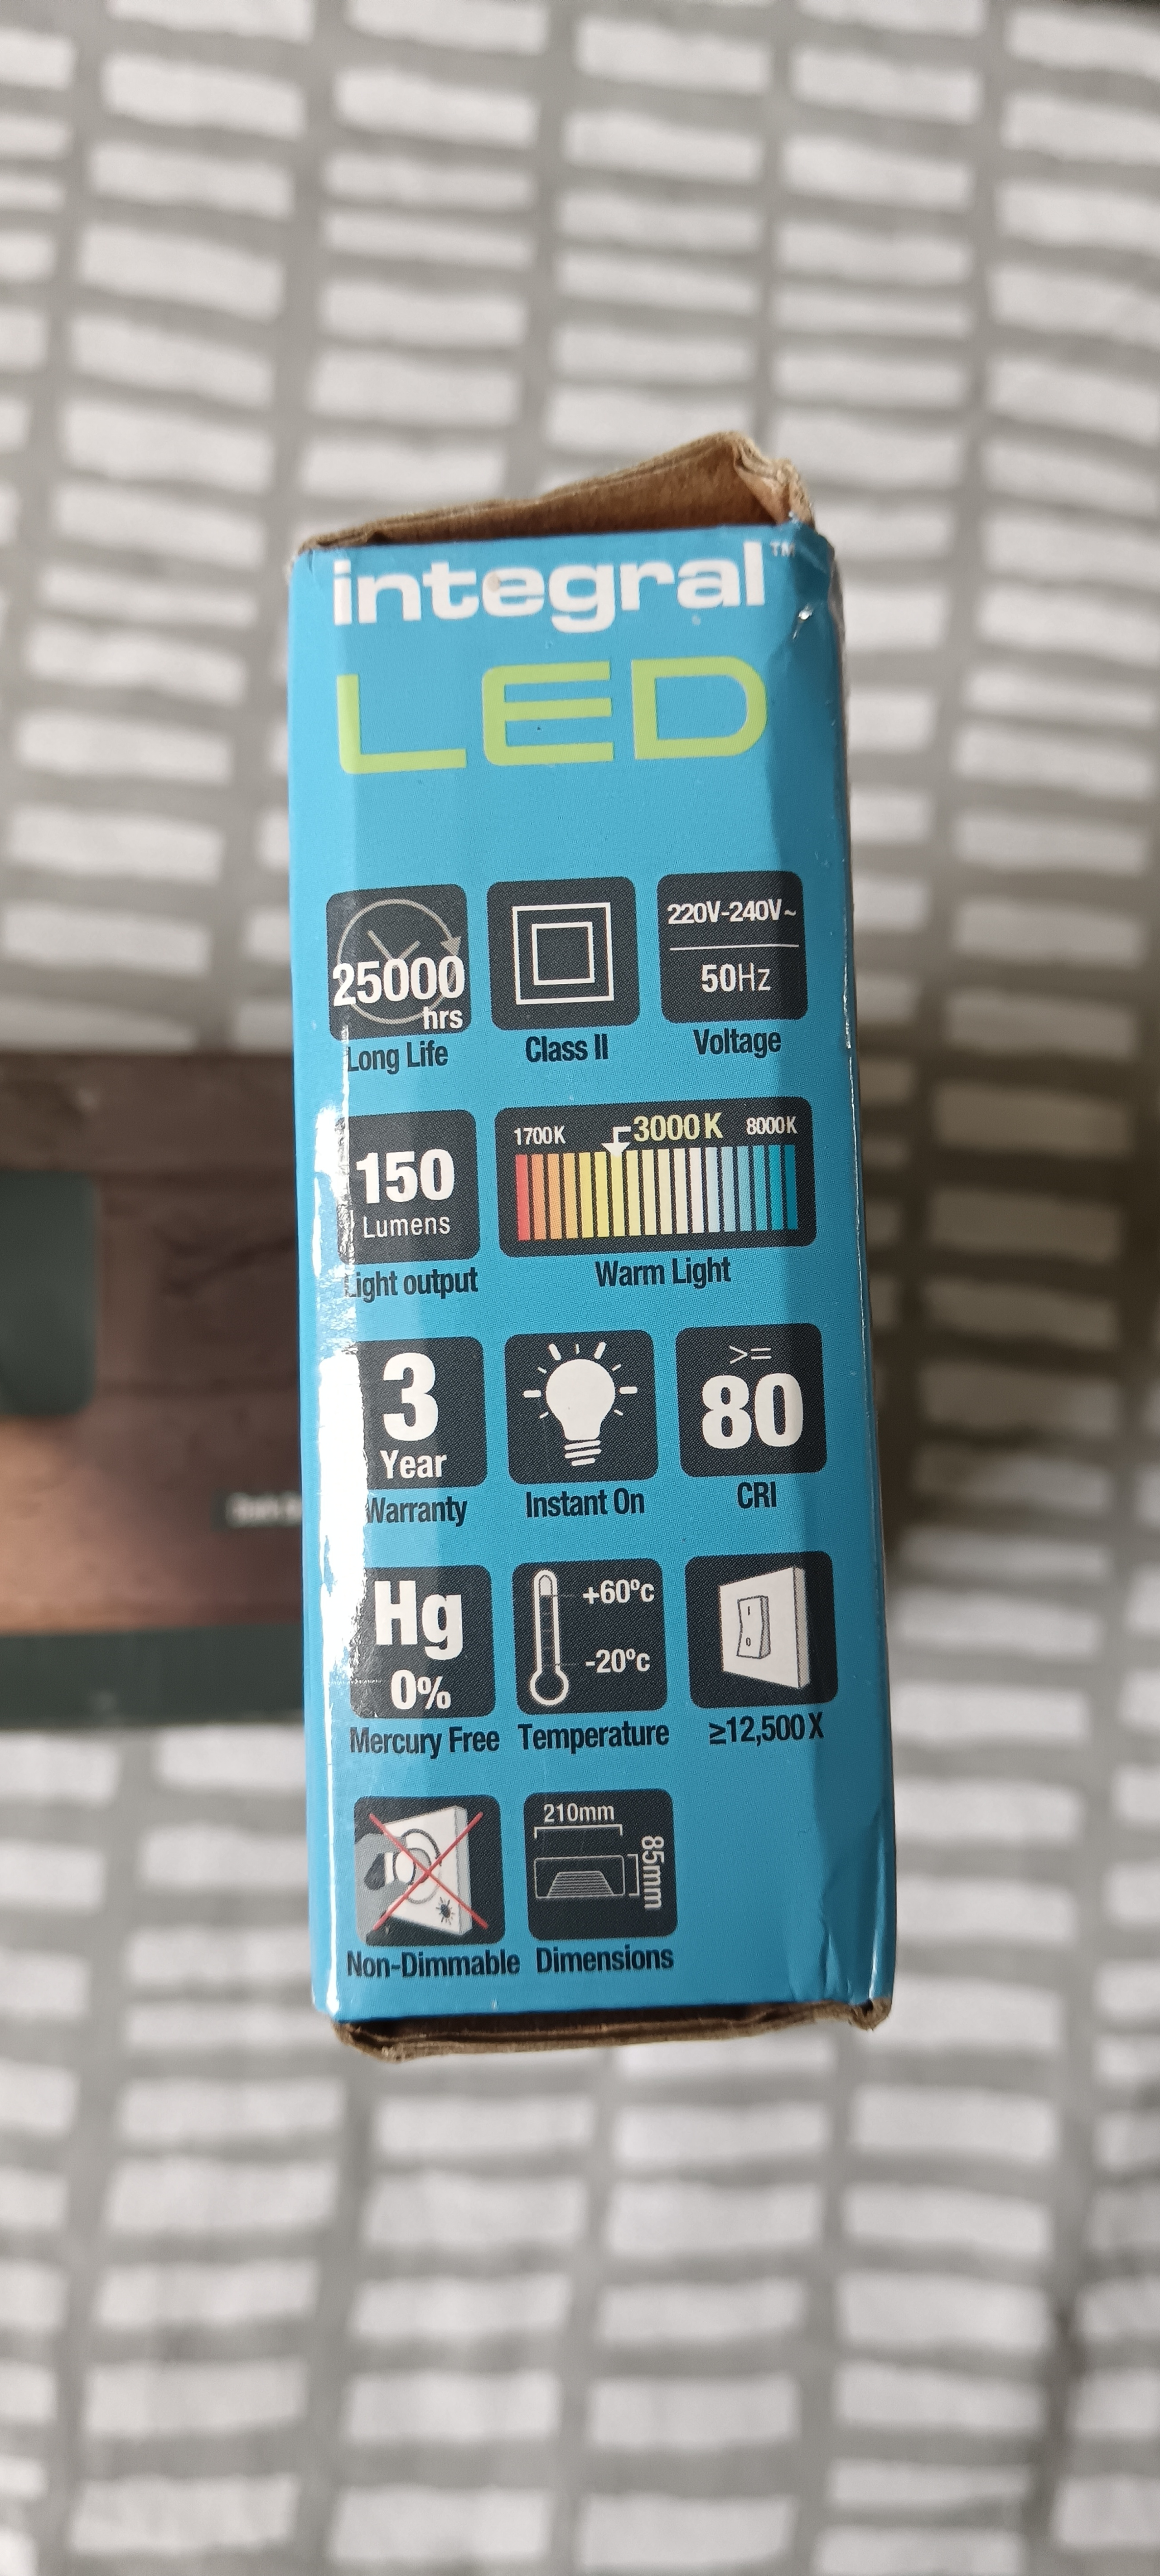 integral™
LED
25000
hrs
Long Life
Class II
220V-240V~
50Hz
Voltage
150
Lumens
Light output
1700K
3000K
8000K
Warm Light
3
Year
Warranty
Instant On
>=
80
CRI
Hg
0%
Mercury Free
+60ºc
-20ºc
Temperature
I
O
≥12,500X
Non-Dimmable
210mm
85mm
Dimensions